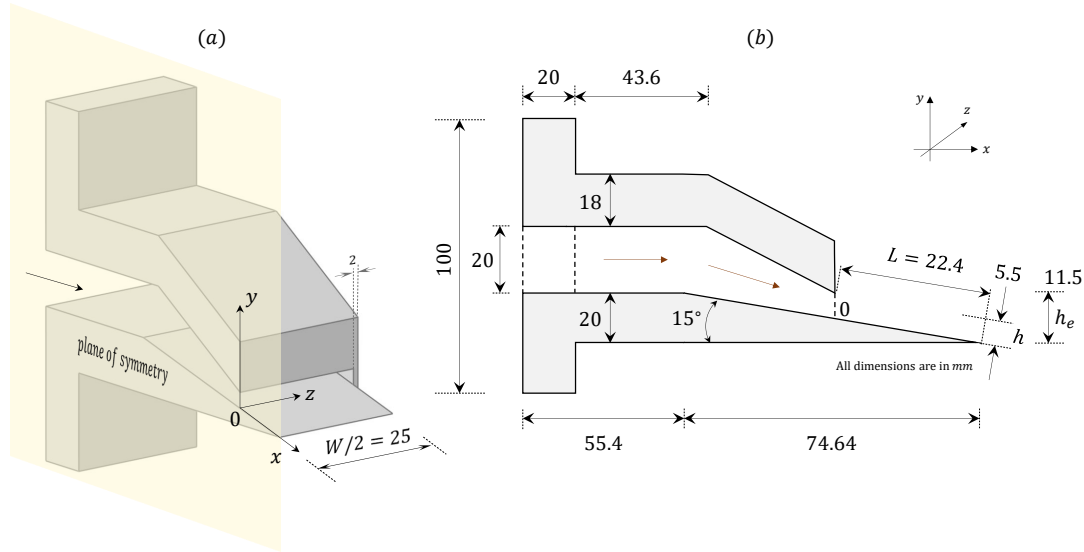 (a)
plane of symmetry
y
z
0
x
2
W/2 = 25
(b)
20
43.6
y
z
x
18
100
20
20
15°
L = 22.4
5.5
11.5
0
h
hₑ
All dimensions are in mm
55.4
74.64